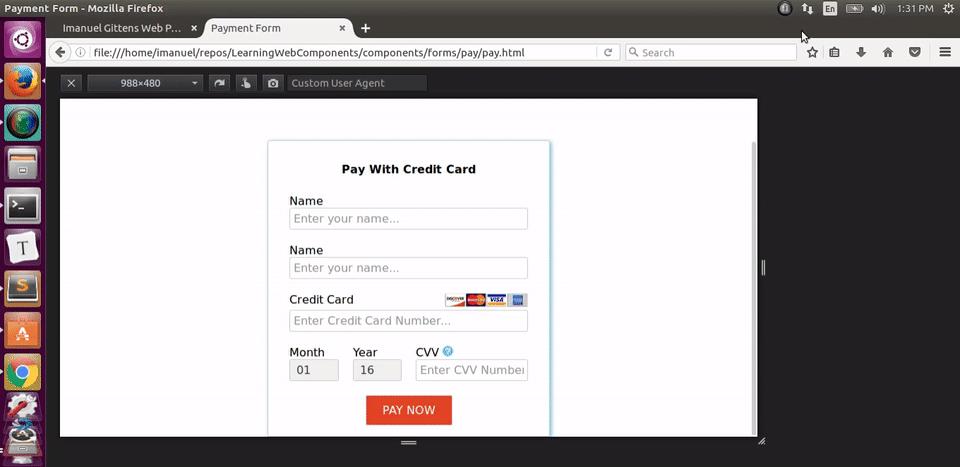 Payment Form - Mozilla Firefox
En
1:31 PM
Imanuel Gittens Web P...
Payment Form
file:///home/imanuel/repos/LearningWebComponents/components/forms/pay/pay.html
Search
988×480
Custom User Agent
Pay With Credit Card
Name
Enter your name...
Name
Enter your name...
Credit Card
DISCOVER
VISA
Enter Credit Card Number...
Month
Year
CVV
?
01
16
Enter CVV Number
PAY NOW